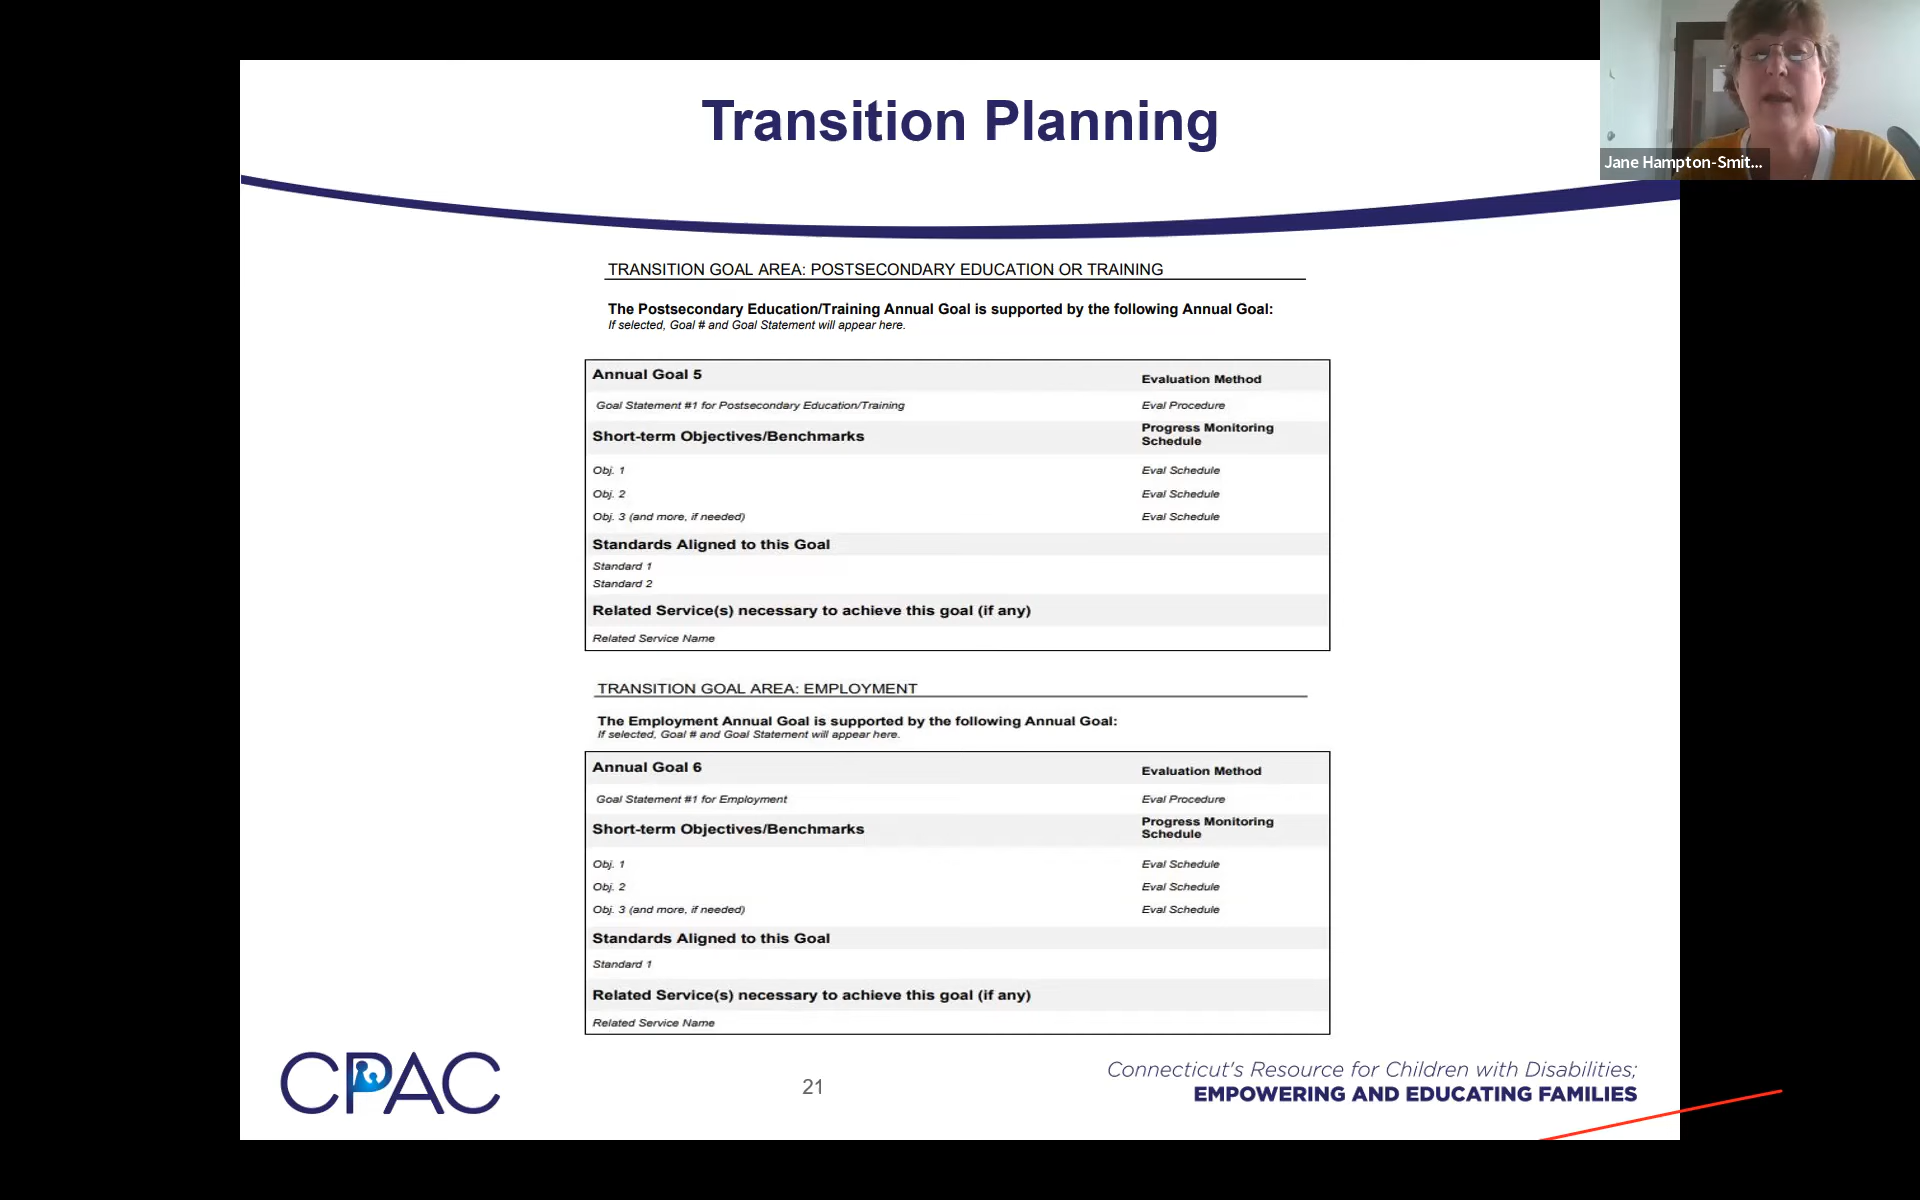 Transition Planning
Jane Hampton-Smit...
TRANSITION GOAL AREA: POSTSECONDARY EDUCATION OR TRAINING
The Postsecondary Education/Training Annual Goal is supported by the following Annual Goal:
If selected, Goal # and Goal Statement will appear here.
Annual Goal 5
Evaluation Method
Goal Statement #1 for Postsecondary Education/Training
Eval Procedure
Short-term Objectives/Benchmarks
Progress Monitoring
Schedule
Obj. 1
Eval Schedule
Obj. 2
Eval Schedule
Obj. 3 (and more, if needed)
Eval Schedule
Standards Aligned to this Goal
Standard 1
Standard 2
Related Service(s) necessary to achieve this goal (if any)
Related Service Name
TRANSITION GOAL AREA: EMPLOYMENT
The Employment Annual Goal is supported by the following Annual Goal:
If selected, Goal # and Goal Statement will appear here.
Annual Goal 6
Evaluation Method
Goal Statement #1 for Employment
Eval Procedure
Short-term Objectives/Benchmarks
Progress Monitoring
Schedule
Obj. 1
Eval Schedule
Obj. 2
Eval Schedule
Obj. 3 (and more, if needed)
Eval Schedule
Standards Aligned to this Goal
Standard 1
Related Service(s) necessary to achieve this goal (if any)
Related Service Name
CPAC
21
Connecticut's Resource for Children with Disabilities;
EMPOWERING AND EDUCATING FAMILIES